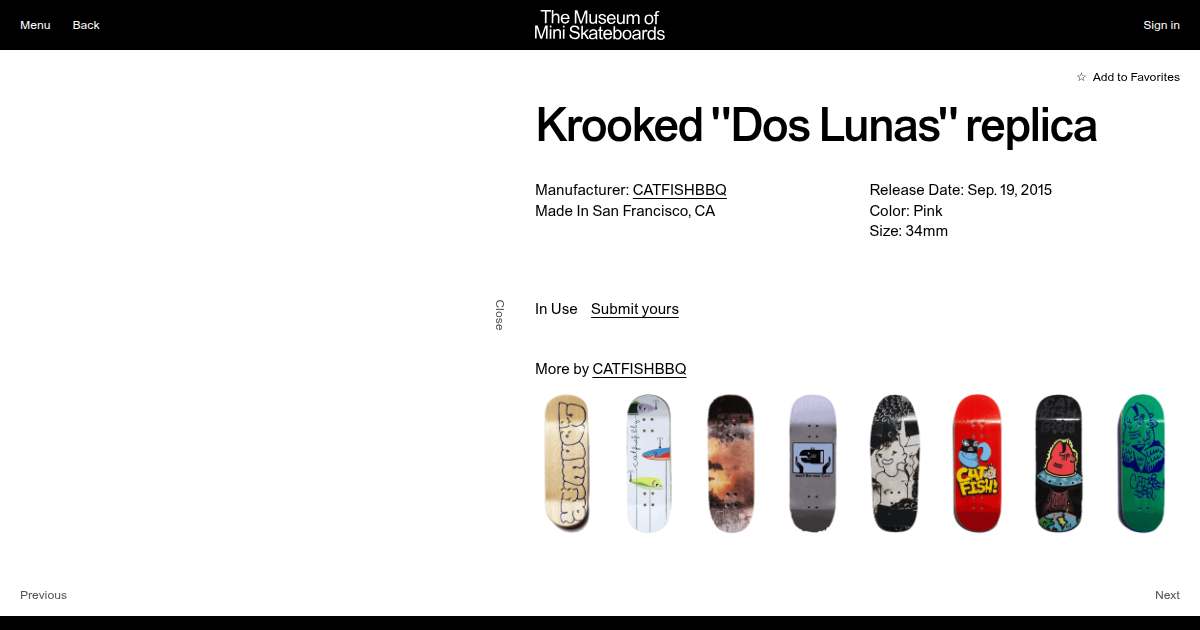 Menu
Back
The Museum of
Mini Skateboards
Sign in
☆ Add to Favorites
Krooked "Dos Lunas" replica
Manufacturer: CATFISHBBQ
Made In San Francisco, CA
Release Date: Sep. 19, 2015
Color: Pink
Size: 34mm
Close
In Use
Submit yours
More by CATFISHBBQ
CAT
FISH!
Previous
Next